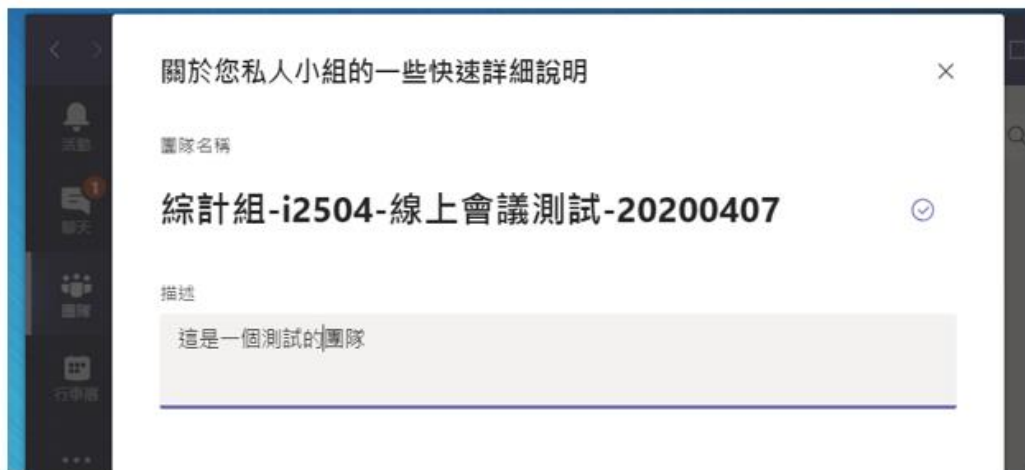 關於您私人小組的一些快速詳細說明
團隊名稱
綜計組-i2504-線上會議測試-20200407
描述
這是一個測試的團隊
活動
1
聊天
團隊
行事曆